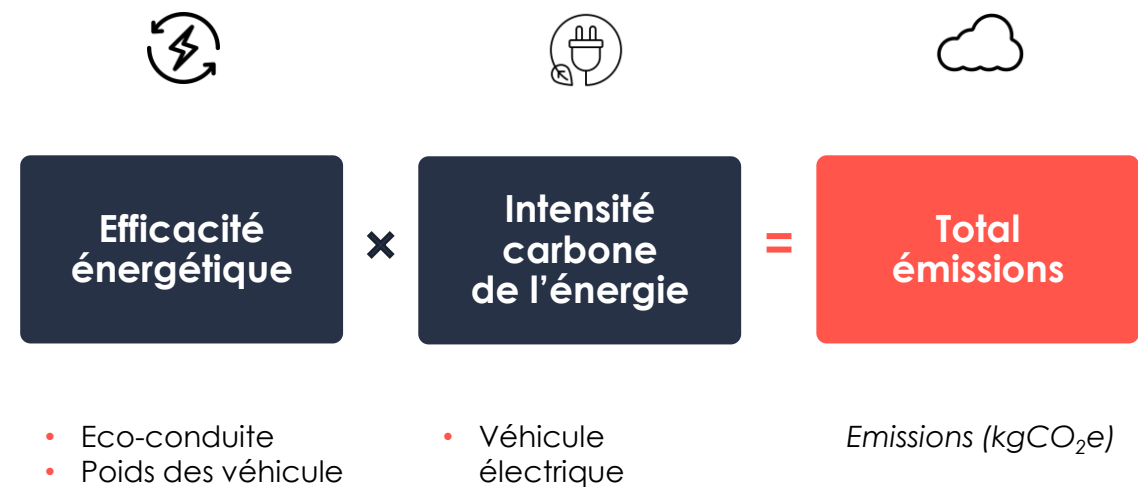 Efficacité
énergétique
×
Intensité
carbone
de l’énergie
=
Total
émissions
• Eco-conduite
• Poids des véhicule
• Véhicule
électrique
Emissions (kgCO₂e)